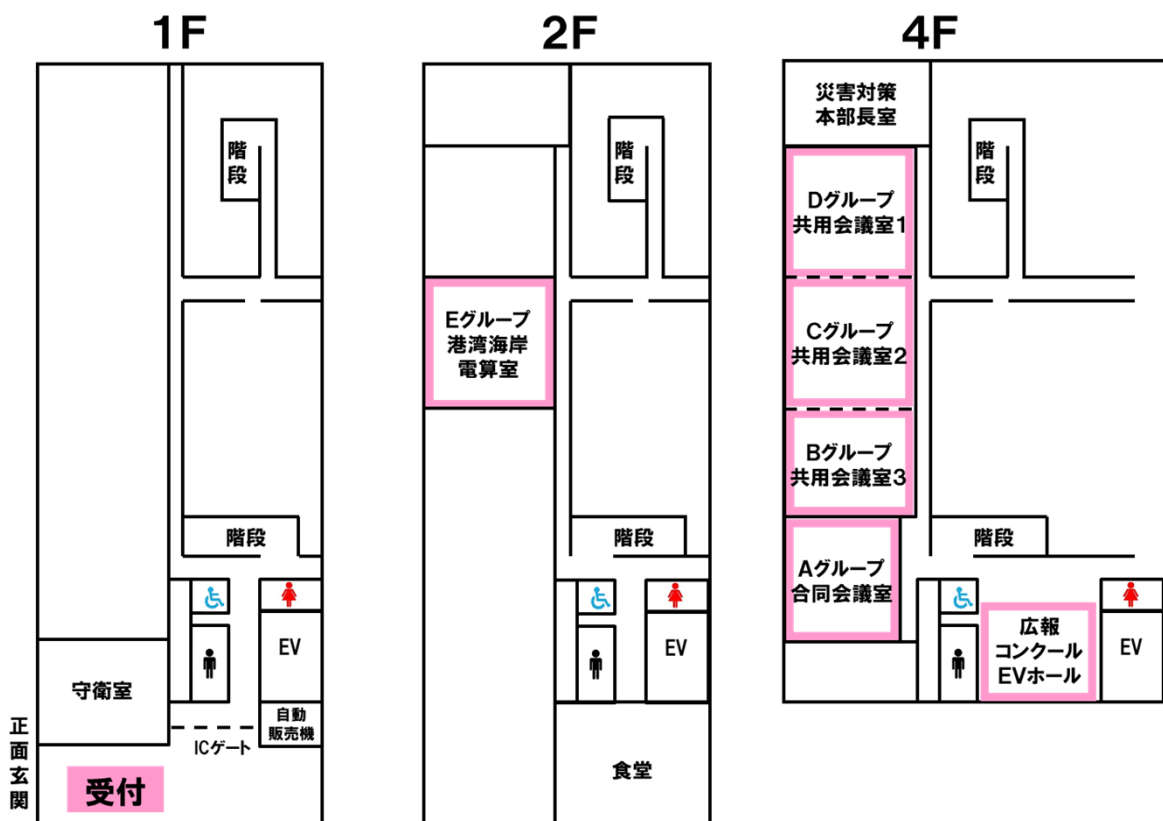 1F
階
段
階段
EV
守衛室
自動
販売機
ICゲート
正
面
玄
関
受付
2F
階
段
Eグループ
港湾海岸
電算室
階段
EV
食堂
4F
災害対策
本部長室
階
段
Dグループ
共用会議室1
Cグループ
共用会議室2
Bグループ
共用会議室3
階段
Aグループ
合同会議室
広報
コンクール
EVホール
EV